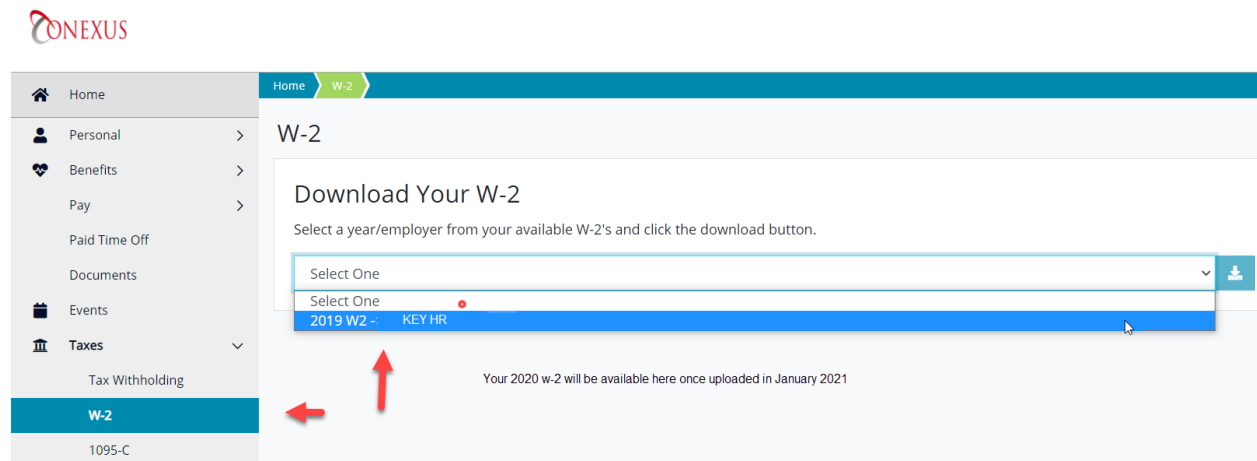 ONEXUS
Home
Personal
Benefits
Pay
Paid Time Off
Documents
Events
Taxes
Tax Withholding
W-2
1095-C
Home W-2
W-2
Download Your W-2
Select a year/employer from your available W-2's and click the download button.
Select One
Select One
2019 W2 - KEY HR
Your 2020 w-2 will be available here once uploaded in January 2021